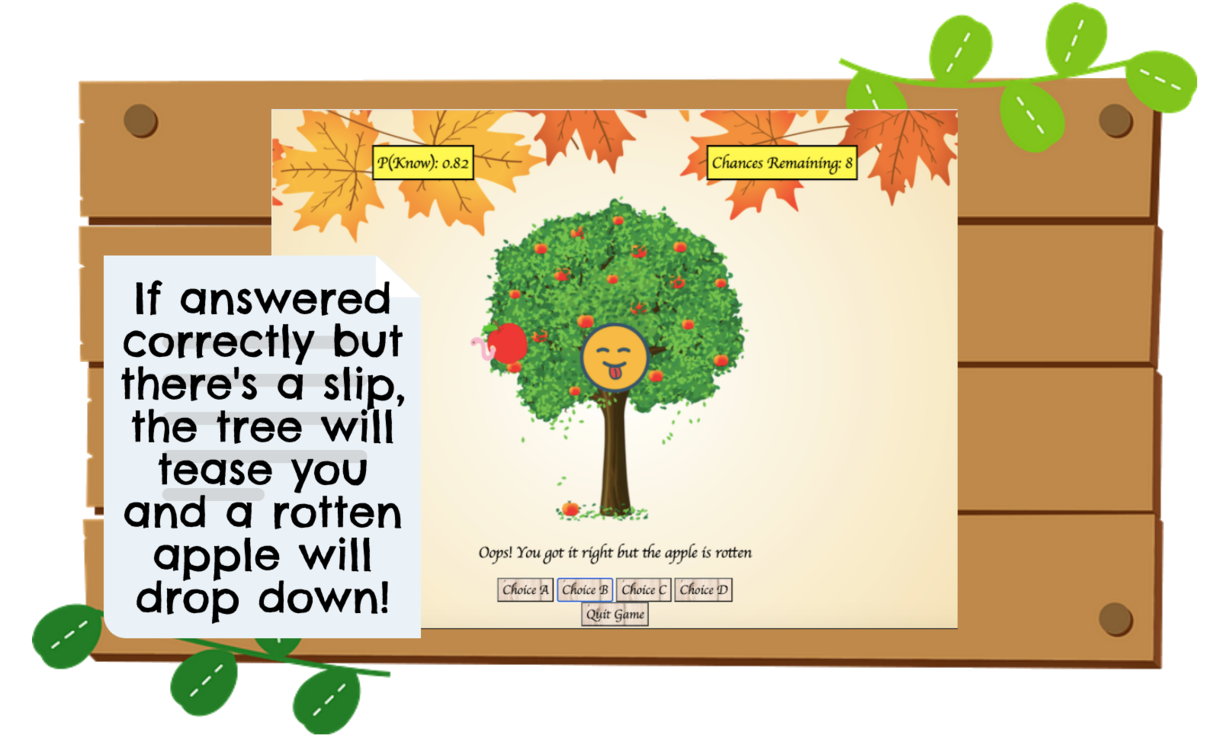 P(Know): 0.82
Chances Remaining: 8
If answered
correctly but
there's a slip,
the tree will
tease you
and a rotten
apple will
drop down!
Oops! You got it right but the apple is rotten
Choice A Choice B Choice C Choice D
Quit Game